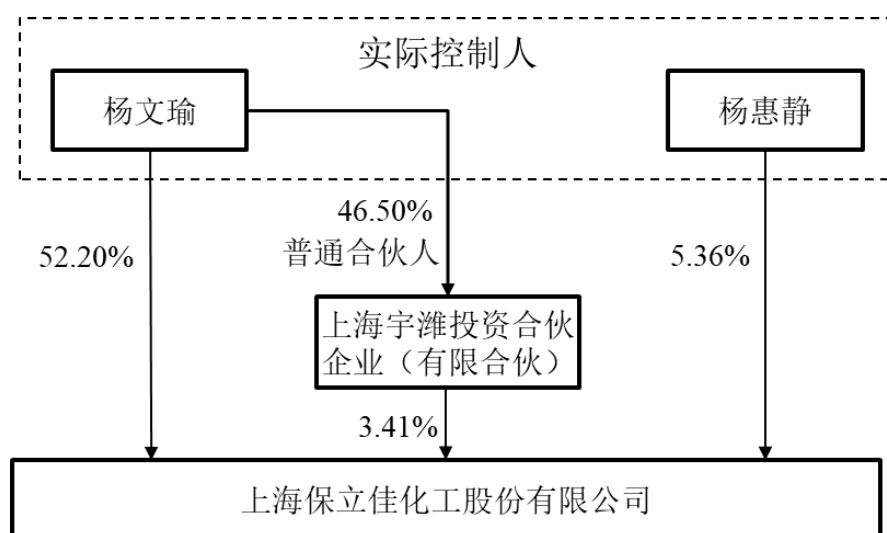 实际控制人
杨文瑜
杨惠静
46.50%
52.20%
普通合伙人
5.36%
上海宇潍投资合伙
企业（有限合伙）
3.41%
上海保立佳化工股份有限公司